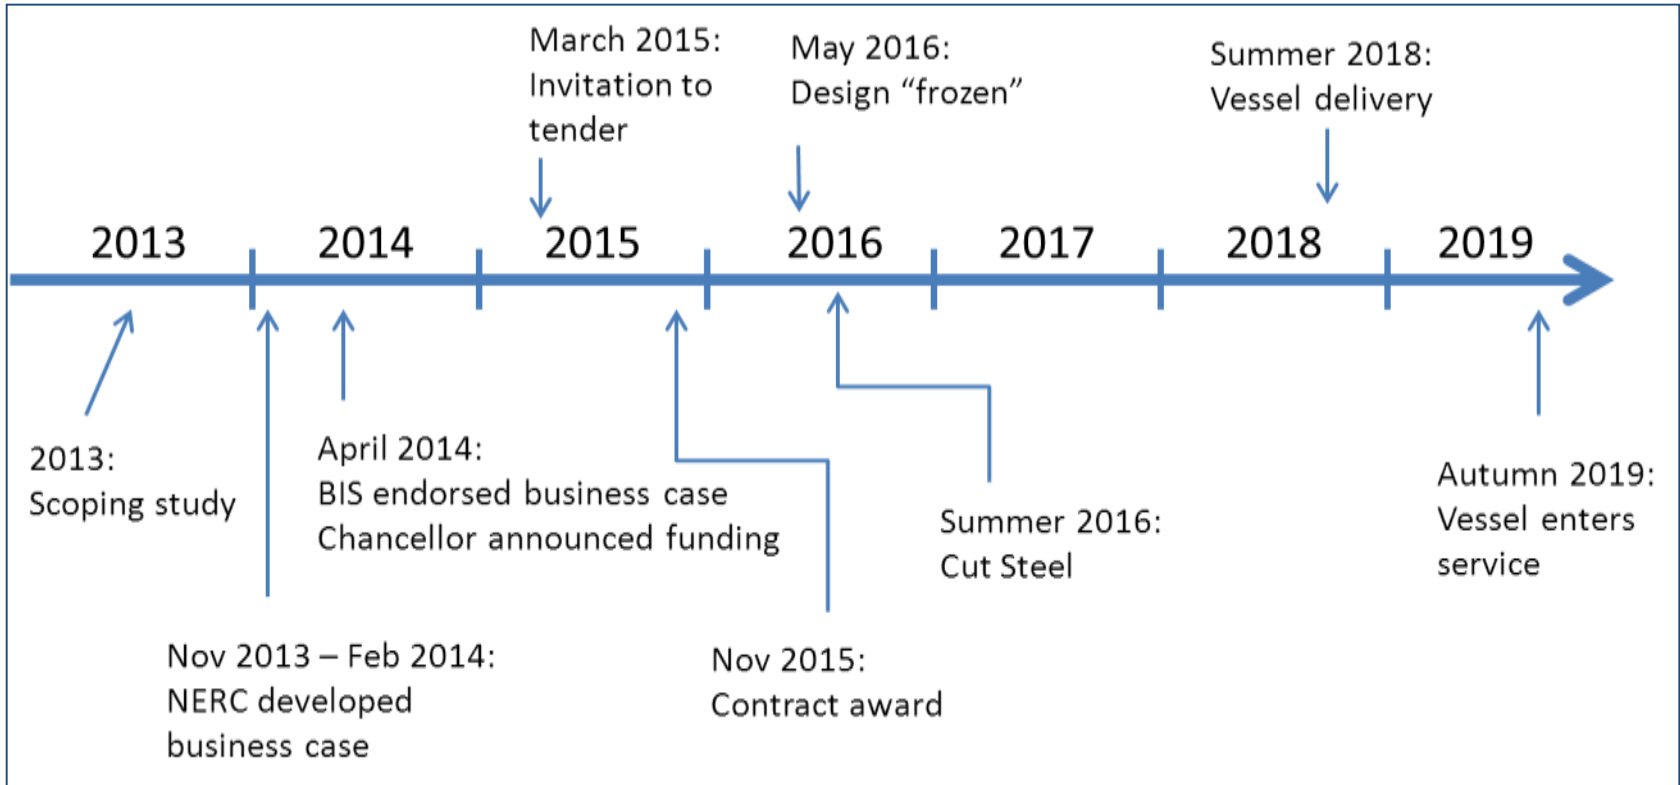 March 2015:
Invitation to
tender
May 2016:
Design “frozen”
Summer 2018:
Vessel delivery
2013
2014
2015
2016
2017
2018
2019
2013:
Scoping study
April 2014:
BIS endorsed business case
Chancellor announced funding
Summer 2016:
Cut Steel
Autumn 2019:
Vessel enters
service
Nov 2013 – Feb 2014:
NERC developed
business case
Nov 2015:
Contract award